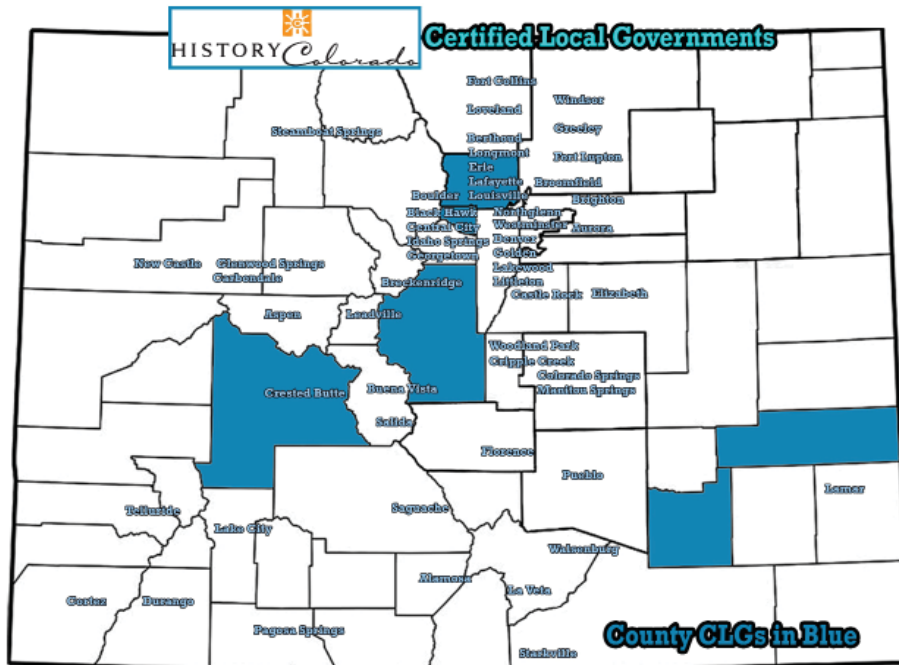 HISTORY Colorado
Certified Local Governments
Fort Collins
Windsor
Loveland
Greeley
Steamboat Springs
Berthoud
Longmont
Fort Lupton
Erie
Lafayette
Broomfield
Boulder
Louisville
Brighton
Black Hawk
Northglenn
Central City
Westminster
Aurora
Idaho Springs
Denver
Georgetown
Golden
New Castle
Glenwood Springs
Lakewood
Carbondale
Breckenridge
Littleton
Castle Rock
Elizabeth
Aspen
Leadville
Woodland Park
Cripple Creek
Colorado Springs
Crested Butte
Buena Vista
Manitou Springs
Salida
Florence
Pueblo
Lamar
Telluride
Saguache
Lake City
Walsenburg
Alamosa
La Veta
Cortez
Durango
Pagosa Springs
County CLGs in Blue
Starkville